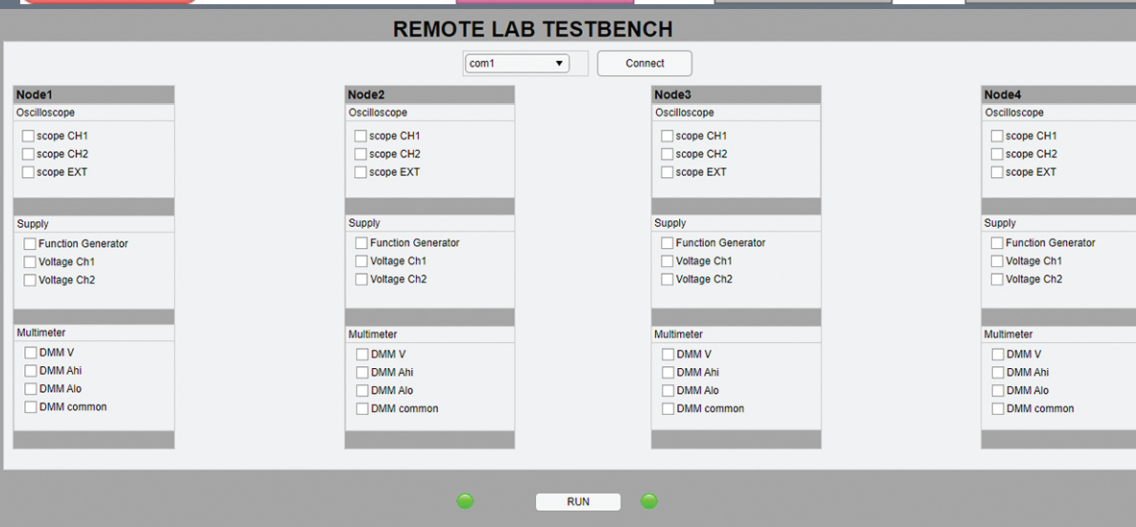 REMOTE LAB TESTBENCH
com1
Connect
Node1
Oscilloscope
scope CH1
scope CH2
scope EXT
Supply
Function Generator
Voltage Ch1
Voltage Ch2
Multimeter
DMM V
DMM Ahi
DMM Alo
DMM common
Node2
Oscilloscope
scope CH1
scope CH2
scope EXT
Supply
Function Generator
Voltage Ch1
Voltage Ch2
Multimeter
DMM V
DMM Ahi
DMM Alo
DMM common
Node3
Oscilloscope
scope CH1
scope CH2
scope EXT
Supply
Function Generator
Voltage Ch1
Voltage Ch2
Multimeter
DMM V
DMM Ahi
DMM Alo
DMM common
Node4
Oscilloscope
scope CH1
scope CH2
scope EXT
Supply
Function Generator
Voltage Ch1
Voltage Ch2
Multimeter
DMM V
DMM Ahi
DMM Alo
DMM common
RUN